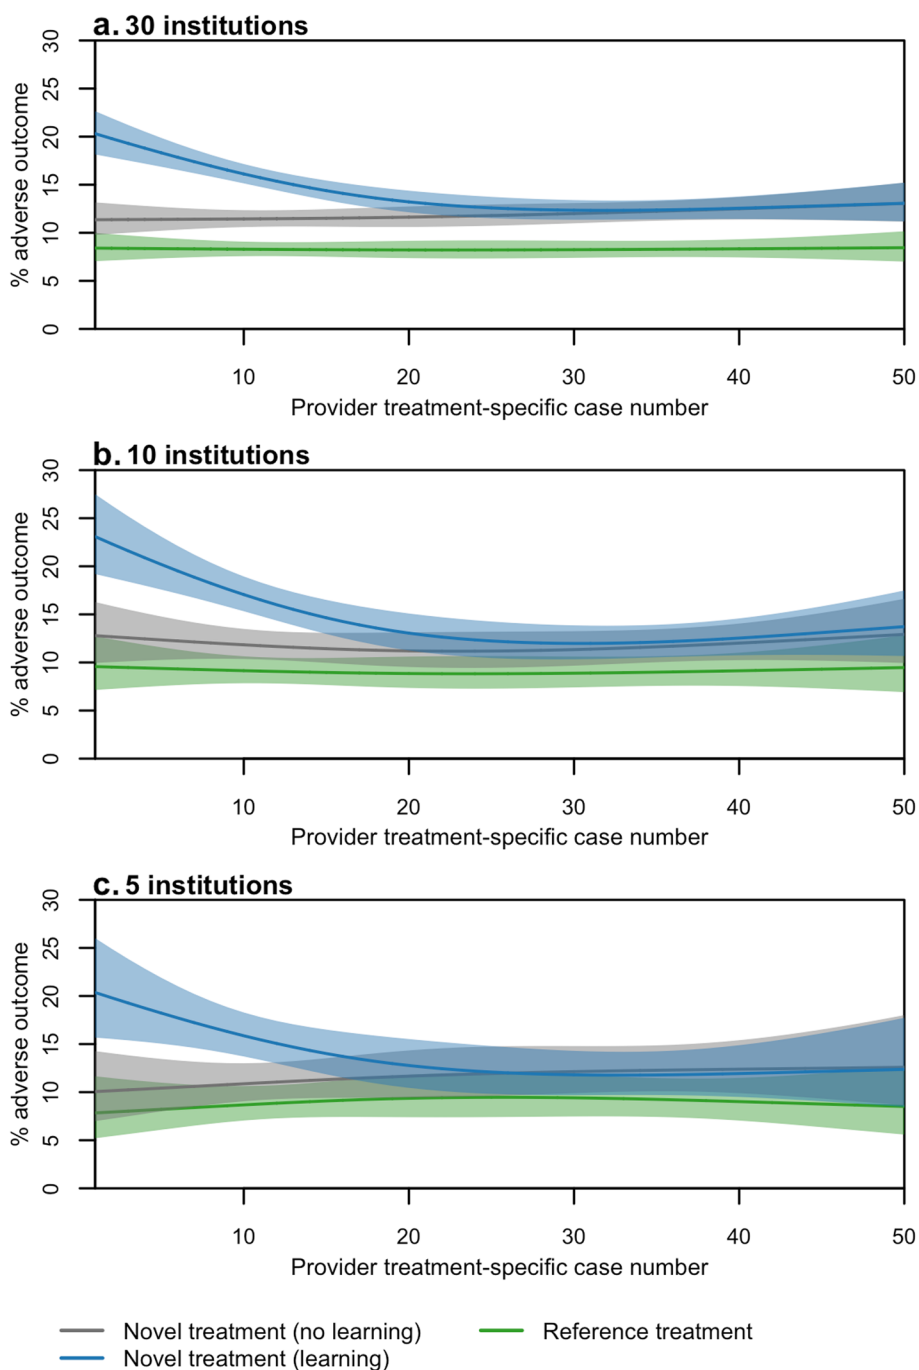 a. 30 institutions
% adverse outcome
30
25
20
15
10
5
0
10 20 30 40 50
Provider treatment-specific case number
b. 10 institutions
% adverse outcome
30
25
20
15
10
5
0
10 20 30 40 50
Provider treatment-specific case number
c. 5 institutions
% adverse outcome
30
25
20
15
10
5
0
10 20 30 40 50
Provider treatment-specific case number
Novel treatment (no learning) Reference treatment
Novel treatment (learning)